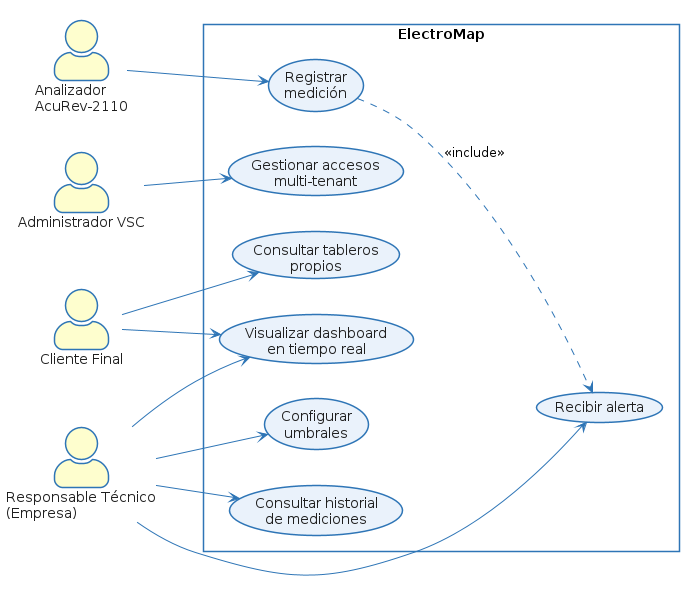 ElectroMap
Analizador
AcuRev-2110
Registrar
medición
«include»
Gestionar accesos
multi-tenant
Administrador VSC
Consultar tableros
propios
Cliente Final
Visualizar dashboard
en tiempo real
Configurar
umbrales
Recibir alerta
Responsable Técnico
(Empresa)
Consultar historial
de mediciones